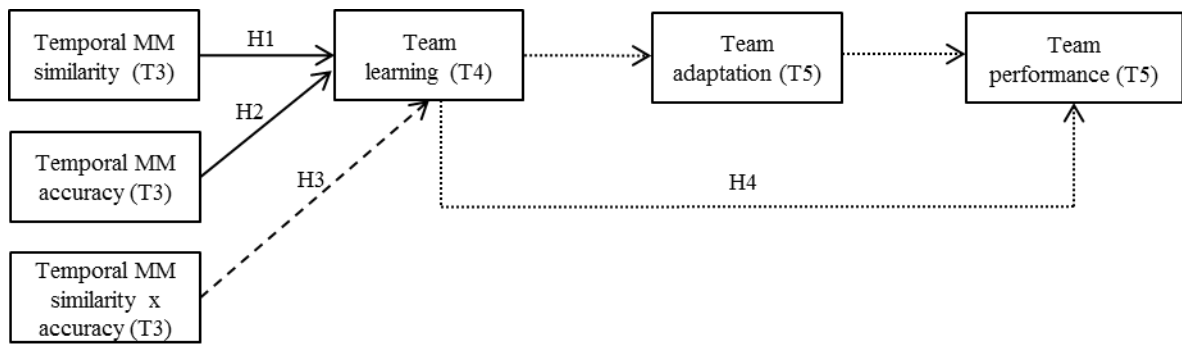 Temporal MM
similarity (T3)
H1
Team
learning (T4)
Team
adaptation (T5)
Team
performance (T5)
H2
Temporal MM
accuracy (T3)
H3
H4
Temporal MM
similarity x
accuracy (T3)